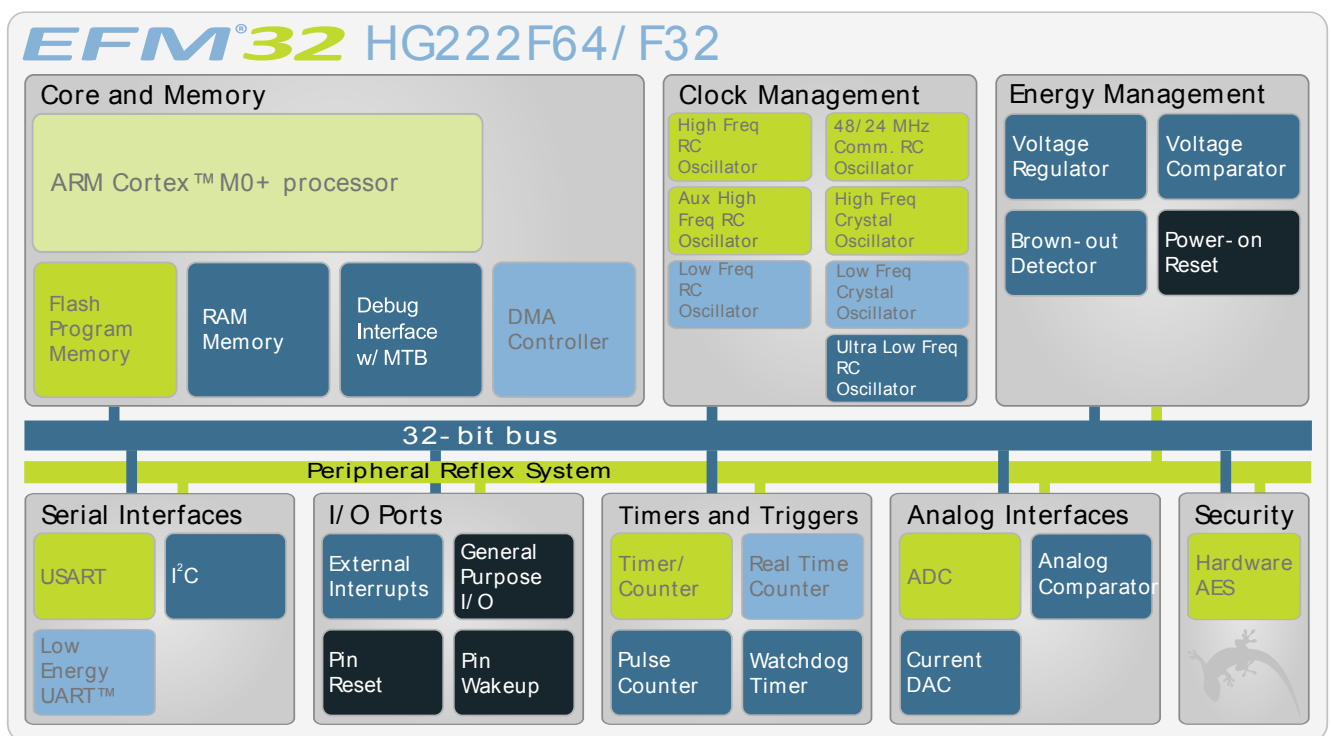 EFM®32 HG222F64/F32
Core and Memory
ARM Cortex™ M0+ processor
Flash
Program
Memory
RAM
Memory
Debug
Interface
w/ MTB
DMA
Controller
Clock Management
High Freq
RC
Oscillator
48/24 MHz
Comm. RC
Oscillator
Aux High
Freq RC
Oscillator
High Freq
Crystal
Oscillator
Low Freq
RC
Oscillator
Low Freq
Crystal
Oscillator
Ultra Low Freq
RC
Oscillator
Energy Management
Voltage
Regulator
Voltage
Comparator
Brown-out
Detector
Power-on
Reset
32-bit bus
Peripheral Reflex System
Serial Interfaces
USART
I²C
Low
Energy
UART™
I/O Ports
External
Interrupts
General
Purpose
I/O
Pin
Reset
Pin
Wakeup
Timers and Triggers
Timer/
Counter
Real Time
Counter
Pulse
Counter
Watchdog
Timer
Analog Interfaces
ADC
Analog
Comparator
Current
DAC
Security
Hardware
AES